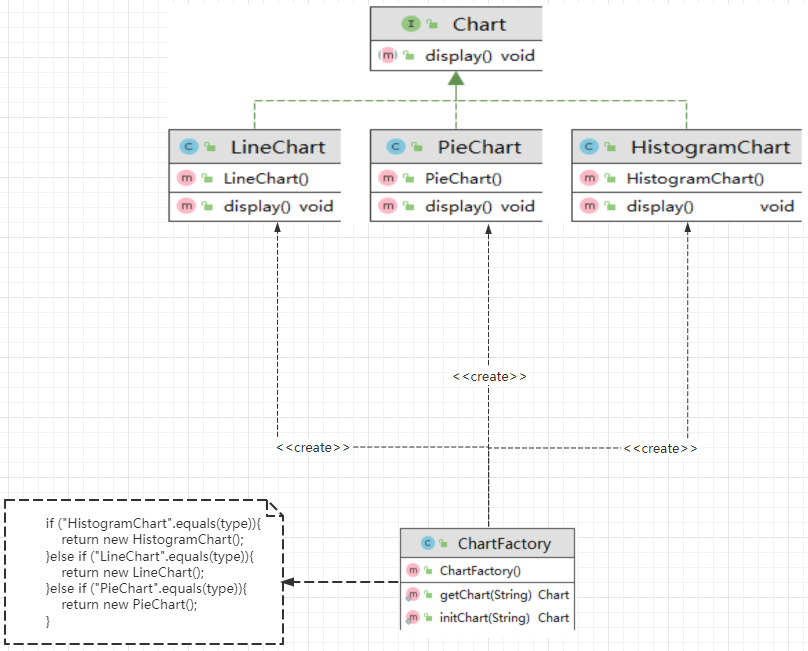 I Chart
m display() void
C LineChart
m LineChart()
m display() void
C PieChart
m PieChart()
m display() void
C HistogramChart
m HistogramChart()
m display() void
<<create>>
<<create>>
<<create>>
if ("HistogramChart".equals(type)){
return new HistogramChart();
}else if ("LineChart".equals(type)){
return new LineChart();
}else if ("PieChart".equals(type)){
return new PieChart();
}
C ChartFactory
m ChartFactory()
m getChart(String) Chart
m initChart(String) Chart